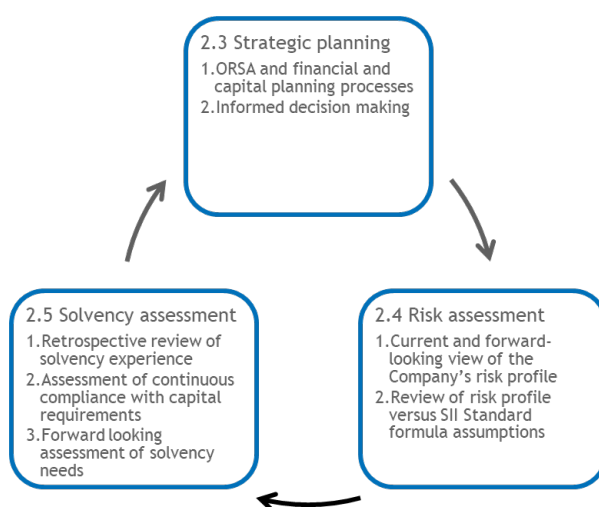 2.3 Strategic planning
1.ORSA and financial and
capital planning processes
2.Informed decision making
2.5 Solvency assessment
1.Retrospective review of
solvency experience
2.Assessment of continuous
compliance with capital
requirements
3.Forward looking
assessment of solvency
needs
2.4 Risk assessment
1.Current and forward-
looking view of the
Company's risk profile
2.Review of risk profile
versus SII Standard
formula assumptions